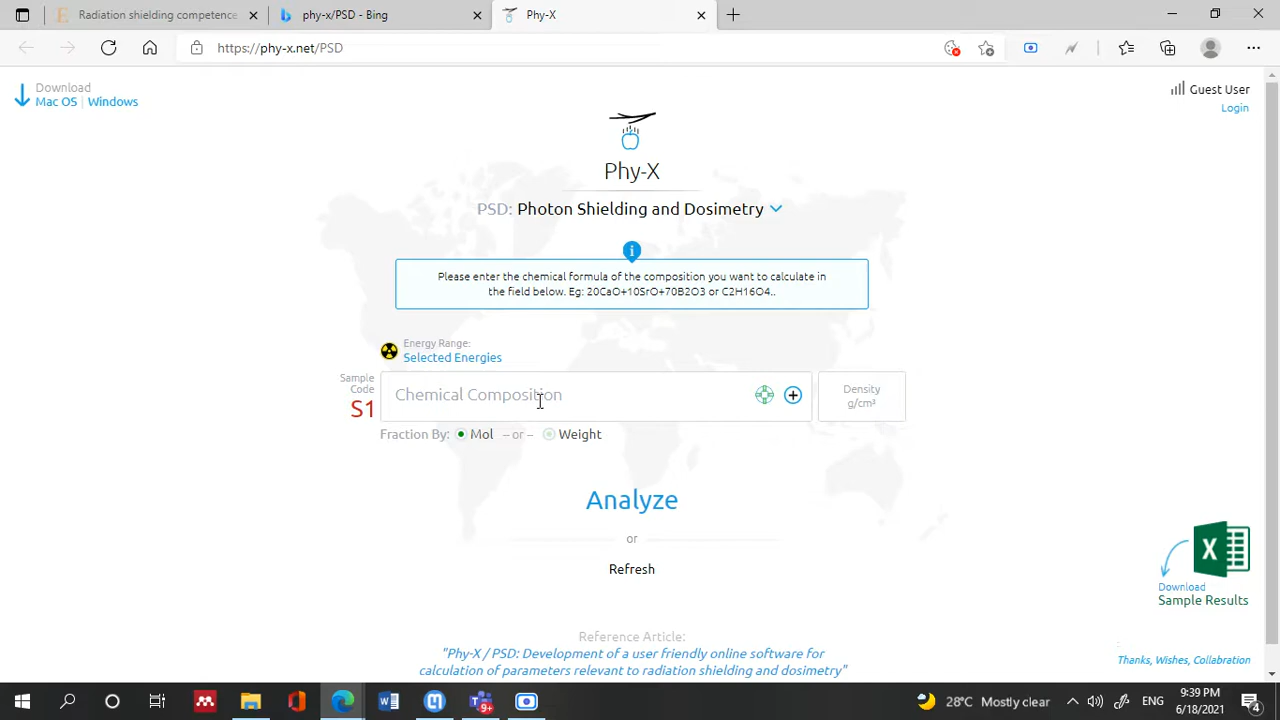 Radiation shielding competence
phy-x/PSD - Bing
Phy-X
https://phy-x.net/PSD
Download
Mac OS | Windows
Guest User
Login
Phy-X
PSD: Photon Shielding and Dosimetry
i
Please enter the chemical formula of the composition you want to calculate in
the field below. Eg: 20CaO+10SrO+70B2O3 or C2H16O4..
Energy Range:
Selected Energies
Sample
Code
S1
Chemical Composition
Density
g/cm³
Fraction By: Mol – or – Weight
Analyze
or
Refresh
Download
Sample Results
Reference Article:
"Phy-X / PSD: Development of a user friendly online software for
calculation of parameters relevant to radiation shielding and dosimetry"
Thanks, Wishes, Collabration
9+
28°C Mostly clear
ENG
9:39 PM
6/18/2021
4